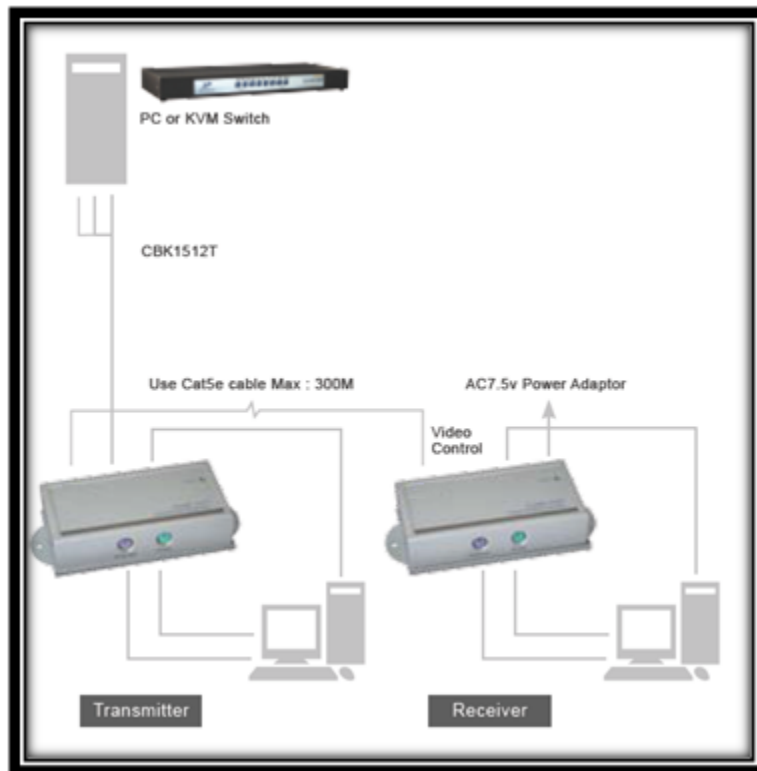 PC or KVM Switch
CBK1512T
Use Cat5e cable Max : 300M
AC7.5v Power Adaptor
Video
Control
Transmitter
Receiver